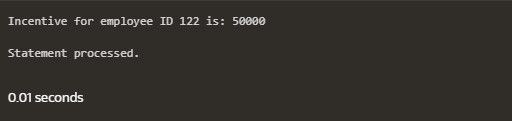 Incentive for employee ID 122 is: 50000
Statement processed.
0.01 seconds